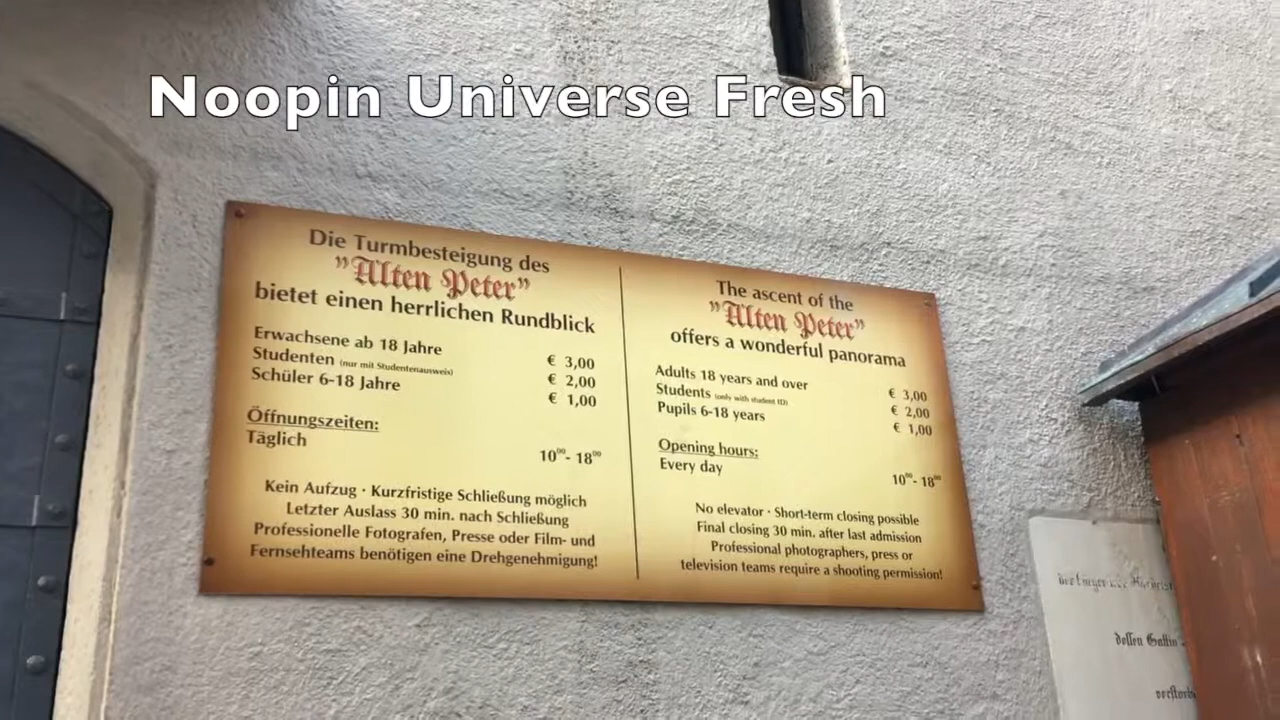 Noopin Universe Fresh
Die Turmbesteigung des
"Alten Peter"
bietet einen herrlichen Rundblick
Erwachsene ab 18 Jahre € 3,00
Studenten (nur mit Studentenausweis) € 2,00
Schüler 6-18 Jahre € 1,00
Öffnungszeiten:
Täglich
10⁰⁰- 18⁰⁰
Kein Aufzug · Kurzfristige Schließung möglich
Letzter Auslass 30 min. nach Schließung
Professionelle Fotografen, Presse oder Film- und
Fernsehteams benötigen eine Drehgenehmigung!
The ascent of the
"Alten Peter"
offers a wonderful panorama
Adults 18 years and over € 3,00
Students (only with student ID) € 2,00
Pupils 6-18 years € 1,00
Opening hours:
Every day
10⁰⁰- 18⁰⁰
No elevator · Short-term closing possible
Final closing 30 min. after last admission
Professional photographers, press or
television teams require a shooting permission!
dessen Gattin